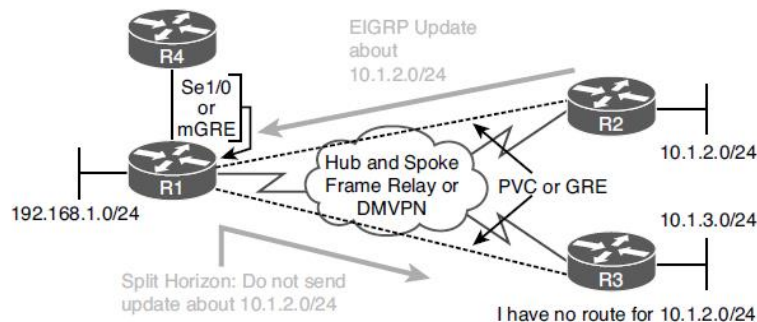 R4
EIGRP Update
about
10.1.2.0/24
Se1/0
or
mGRE
R1
192.168.1.0/24
Hub and Spoke
Frame Relay or
DMVPN
R2
10.1.2.0/24
PVC or GRE
10.1.3.0/24
R3
Split Horizon: Do not send
update about 10.1.2.0/24
I have no route for 10.1.2.0/24